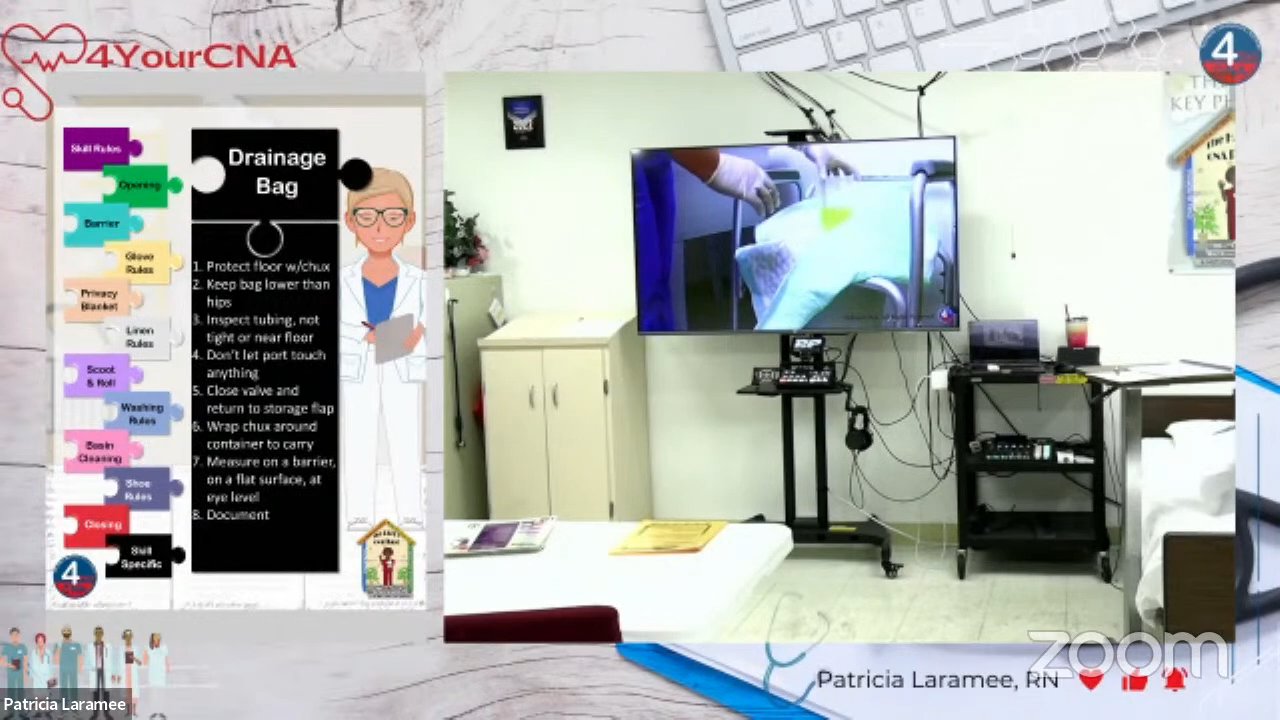 4YourCNA
4
Skill Rules
Opening
Barrier
Glove
Rules
Privacy
Blanket
Linen
Rules
Scoot
& Roll
Washing
Rules
Basin
Cleaning
Shoe
Rules
Closing
Skill
Specific
4
Drainage
Bag
1. Protect floor w/chux
2. Keep bag lower than
hips
3. Inspect tubing, not
tight or near floor
4. Don't let port touch
anything
5. Close valve and
return to storage flap
6. Wrap chux around
container to carry
7. Measure on a barrier,
on a flat surface, at
eye level
8. Document
KEY
zoom
Patricia Laramee, RN
Patricia Laramee